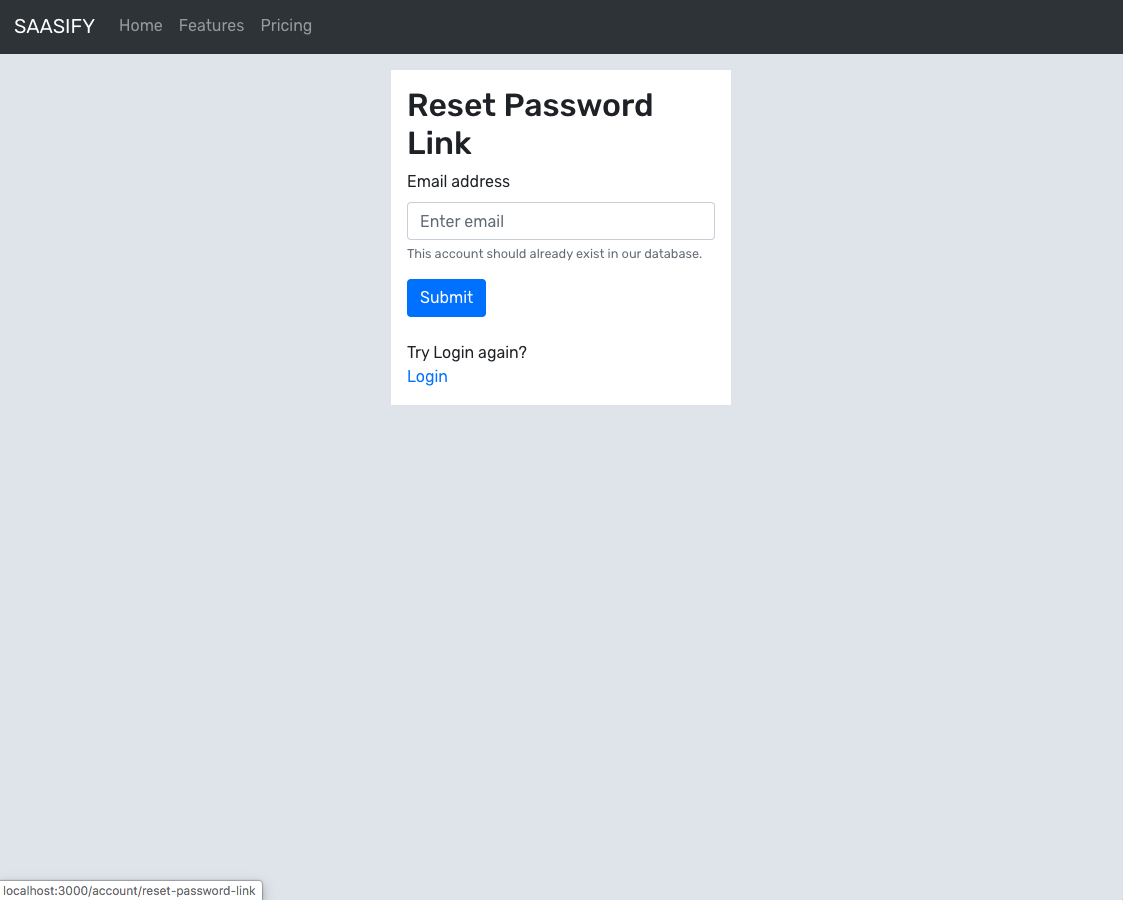 SAASIFY Home Features Pricing
Reset Password
Link
Email address
Enter email
This account should already exist in our database.
Submit
Try Login again?
Login
localhost:3000/account/reset-password-link